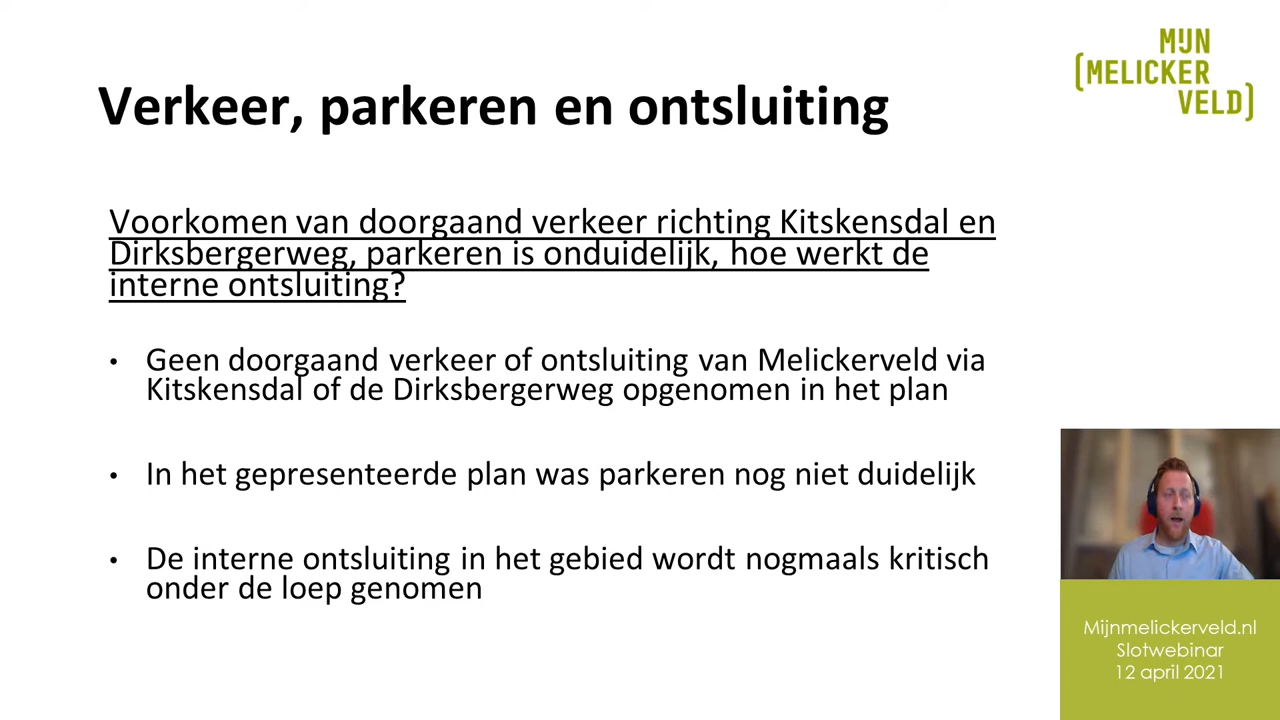 MIJN
[MELICKER
VELD]
Verkeer, parkeren en ontsluiting
Voorkomen van doorgaand verkeer richting Kitskensdal en
Dirksbergerweg, parkeren is onduidelijk, hoe werkt de
interne ontsluiting?
• Geen doorgaand verkeer of ontsluiting van Melickerveld via
Kitskensdal of de Dirksbergerweg opgenomen in het plan
• In het gepresenteerde plan was parkeren nog niet duidelijk
• De interne ontsluiting in het gebied wordt nogmaals kritisch
onder de loep genomen
Mijnmelickerveld.nl
Slotwebinar
12 april 2021